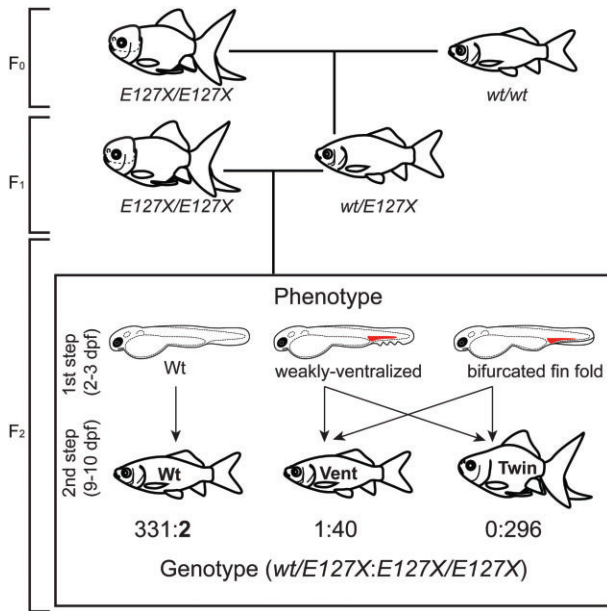 F0
E127X/E127X
wt/wt
F1
E127X/E127X
wt/E127X
F2
Phenotype
1st step
(2-3 dpf)
Wt
weakly-ventralized
bifurcated fin fold
2nd step
(9-10 dpf)
Wt
Vent
Twin
331:2
1:40
0:296
Genotype (wt/E127X:E127X/E127X)